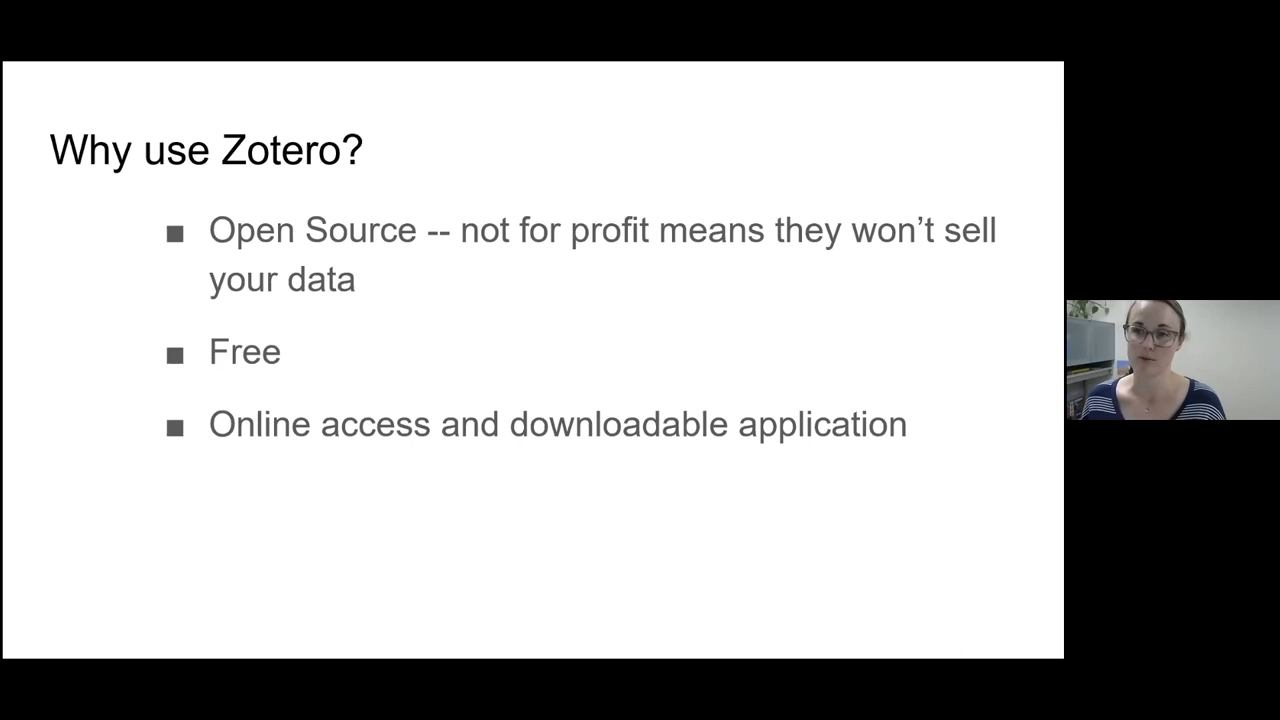 Why use Zotero?
■ Open Source -- not for profit means they won’t sell
your data
■ Free
■ Online access and downloadable application